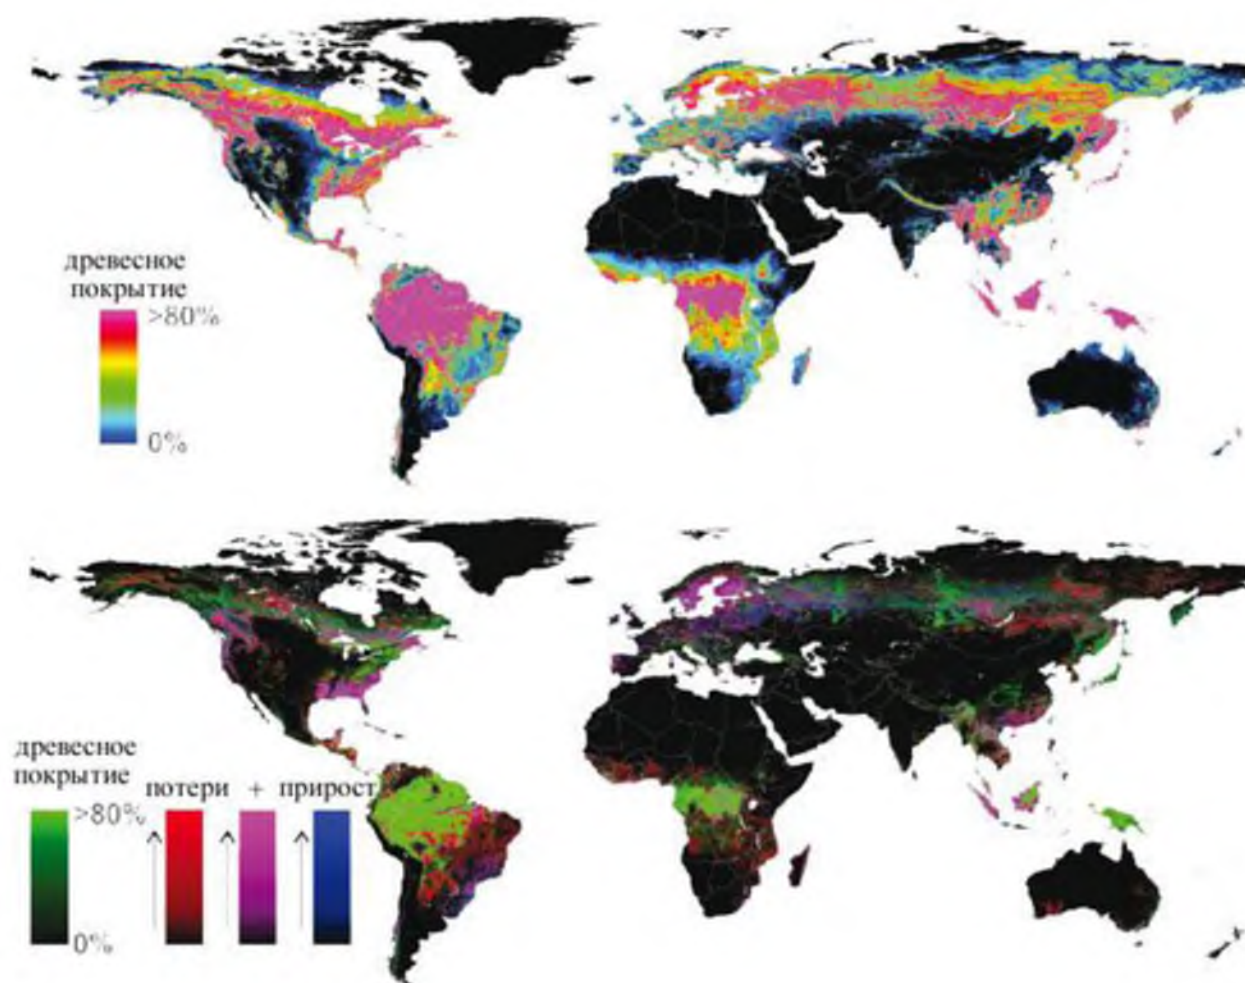 древесное
покрытие
>80%
0%
древесное
покрытие
>80%
потери + прирост
0%